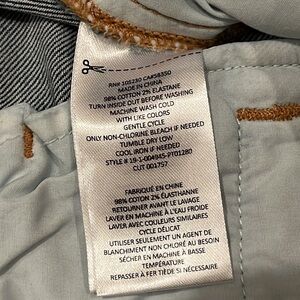 RN# 105230 CA#58350
MADE IN CHINA
98% COTTON 2% ELASTANE
TURN INSIDE OUT BEFORE WASHING
MACHINE WASH COLD
WITH LIKE COLORS
GENTLE CYCLE
ONLY NON-CHLORINE BLEACH IF NEEDED
TUMBLE DRY LOW
COOL IRON IF NEEDED
STYLE # 19-1-004945-PT01280
CUT 001757
FABRIQUÉ EN CHINE
98% COTON 2% ÉLASTHANNE
RETOURNER AVANT LE LAVAGE
LAVER EN MACHINE À L'EAU FROIDE
LAVER AVEC COULEURS SIMILAIRES
CYCLE DÉLICAT
UTILISER SEULEMENT UN AGENT DE
BLANCHIMENT NON CHLORÉ AU BESOIN
SÉCHER EN MACHINE À BASSE
TEMPÉRATURE
REPASSER À FER TIÈDE SI NÉCESSAIRE